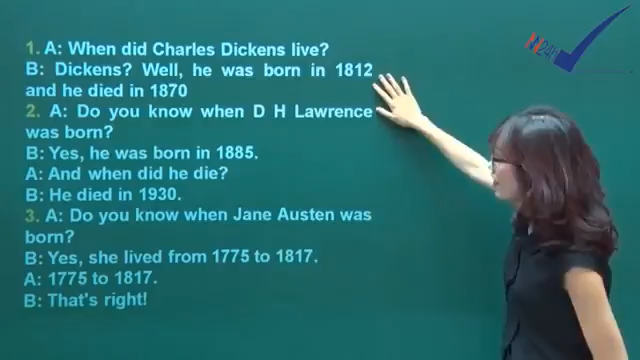 1. A: When did Charles Dickens live?
B: Dickens? Well, he was born in 1812
and he died in 1870
2. A: Do you know when D H Lawrence
was born?
B: Yes, he was born in 1885.
A: And when did he die?
B: He died in 1930.
3. A: Do you know when Jane Austen was
born?
B: Yes, she lived from 1775 to 1817.
A: 1775 to 1817.
B: That's right!